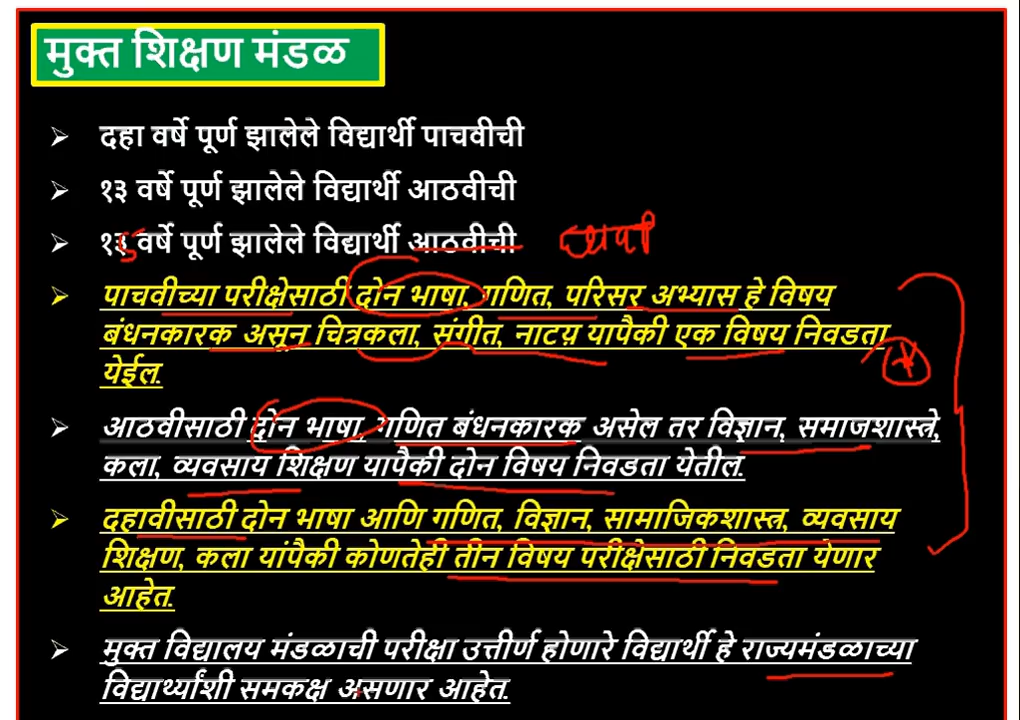 मुक्त शिक्षण मंडळ
➢ दहा वर्षे पूर्ण झालेले विद्यार्थी पाचवीची
➢ १३ वर्षे पूर्ण झालेले विद्यार्थी आठवीची
➢ १३ वर्षे पूर्ण झालेले विद्यार्थी आठवीची
➢ पाचवीच्या परीक्षेसाठी दोन भाषा, गणित, परिसर अभ्यास हे विषय
बंधनकारक असून चित्रकला, संगीत, नाटय़ यापैकी एक विषय निवडता
येईल.
➢ आठवीसाठी दोन भाषा, गणित बंधनकारक असेल तर विज्ञान, समाजशास्त्रे,
कला, व्यवसाय शिक्षण यापैकी दोन विषय निवडता येतील.
➢ दहावीसाठी दोन भाषा आणि गणित, विज्ञान, सामाजिकशास्त्र, व्यवसाय
शिक्षण, कला यांपैकी कोणतेही तीन विषय परीक्षेसाठी निवडता येणार
आहेत.
➢ मुक्त विद्यालय मंडळाची परीक्षा उत्तीर्ण होणारे विद्यार्थी हे राज्यमंडळाच्या
विद्यार्थ्यांशी समकक्ष असणार आहेत.